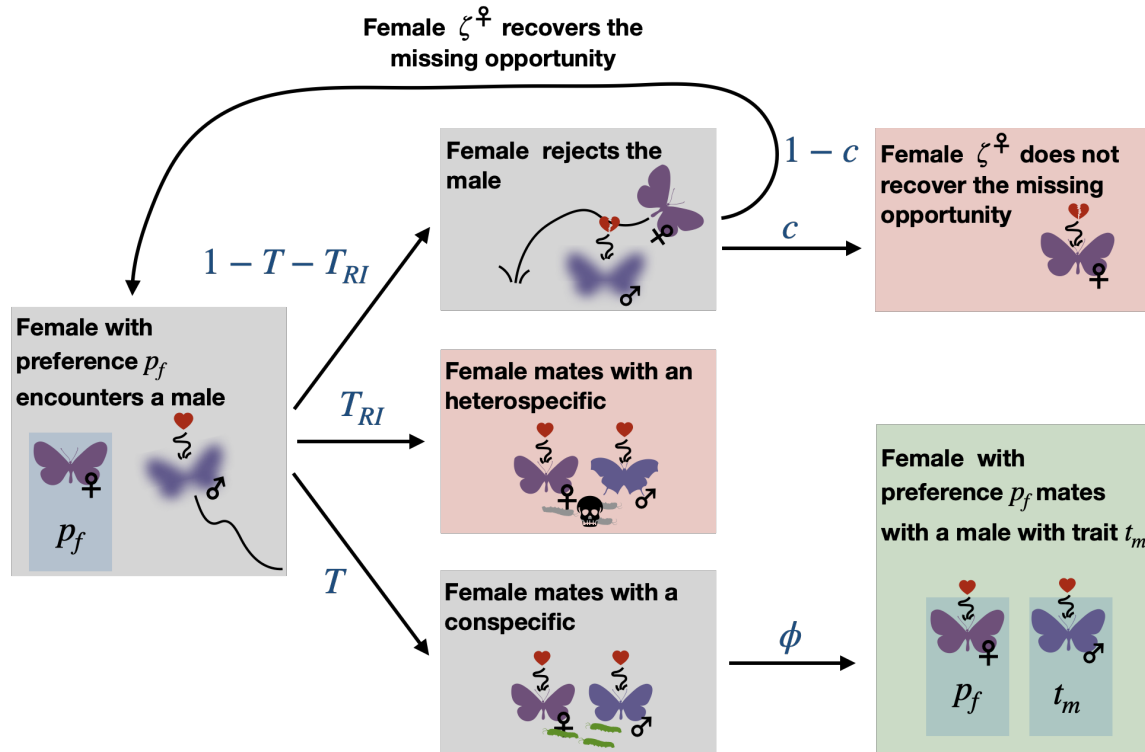 Female ζ♀ recovers the
missing opportunity
Female rejects the
male
1 − c
Female ζ♀ does not
recover the missing
opportunity
c
1 − T − T_RI
Female with
preference p_f
encounters a male
p_f
T_RI
Female mates with an
heterospecific
T
Female mates with a
conspecific
ϕ
Female with
preference p_f mates
with a male with trait t_m
p_f
t_m